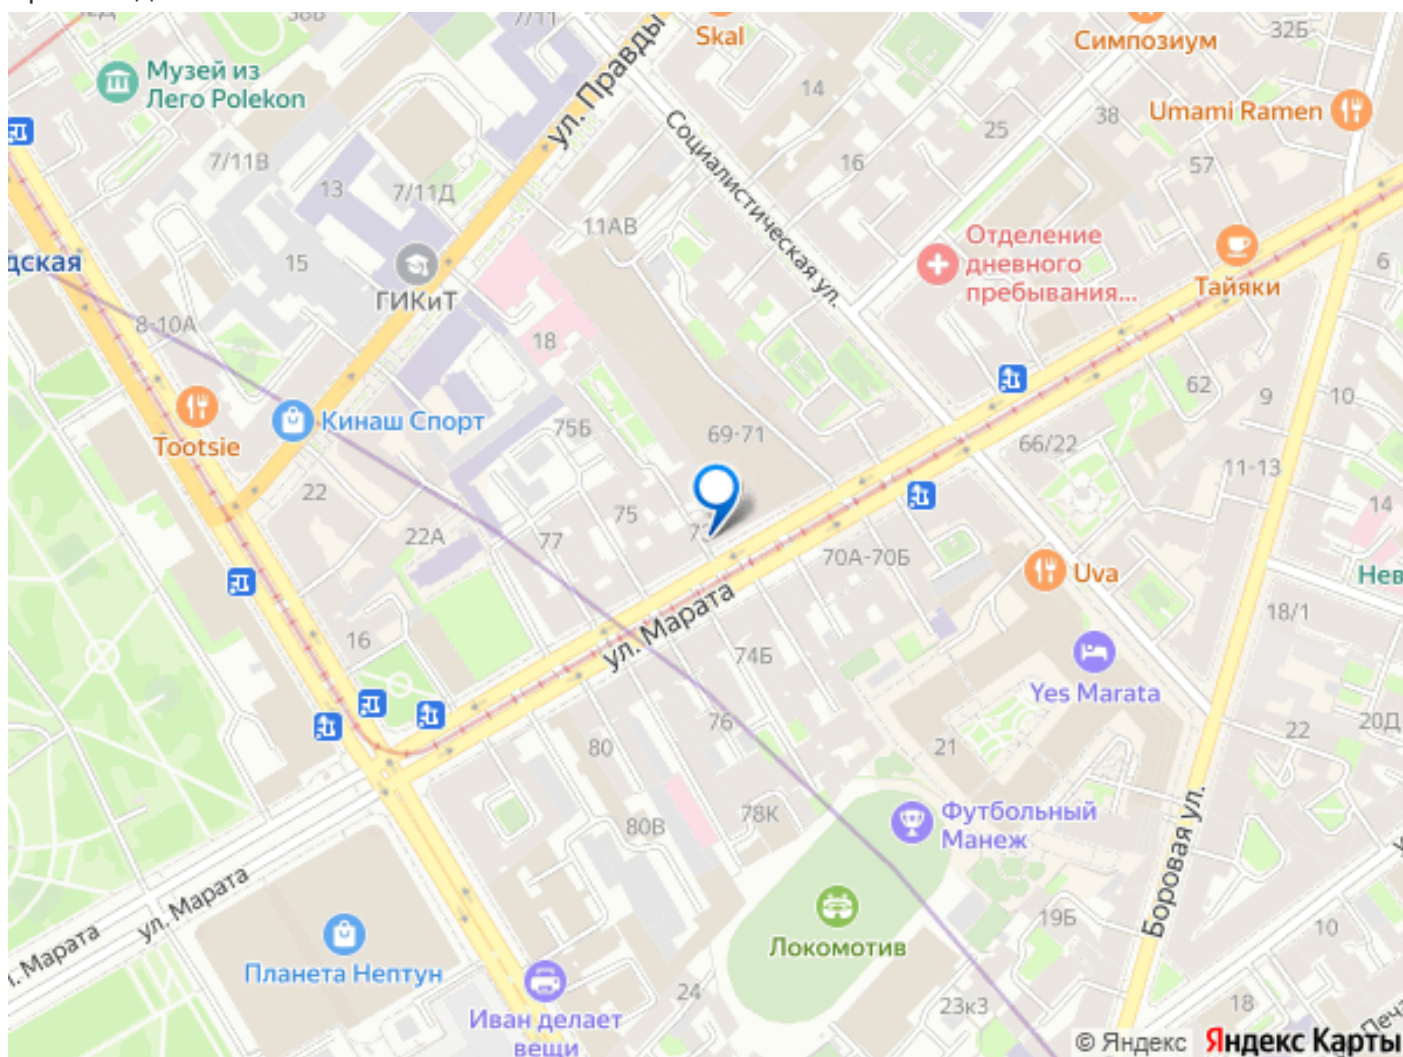 38Б
7/11
Skal
Симпозиум
32Б
Музей из
Лего Polekon
ул. Правды
14
Umami Ramen
38
25
Социалистическая ул.
7/11В
13
7/11Д
16
57
11АВ
Отделение
дневного
пребывания...
6
15
ГИКиТ
Тайяки
8-10А
18
62
9
10
Кинаш Спорт
75Б
69-71
66/22
Tootsie
11-13
22
75
14
22А
77
70А-70Б
Uva
Нев
ул. Марата
18/1
16
74Б
Yes Marata
76
80
21
22
20Д
78К
Футбольный
Манеж
80В
Боровая ул.
ул. Марата
19Б
10
Локомотив
Планета Нептун
24
23к3
18
Иван делает
вещи
© Яндекс Яндекс Карты